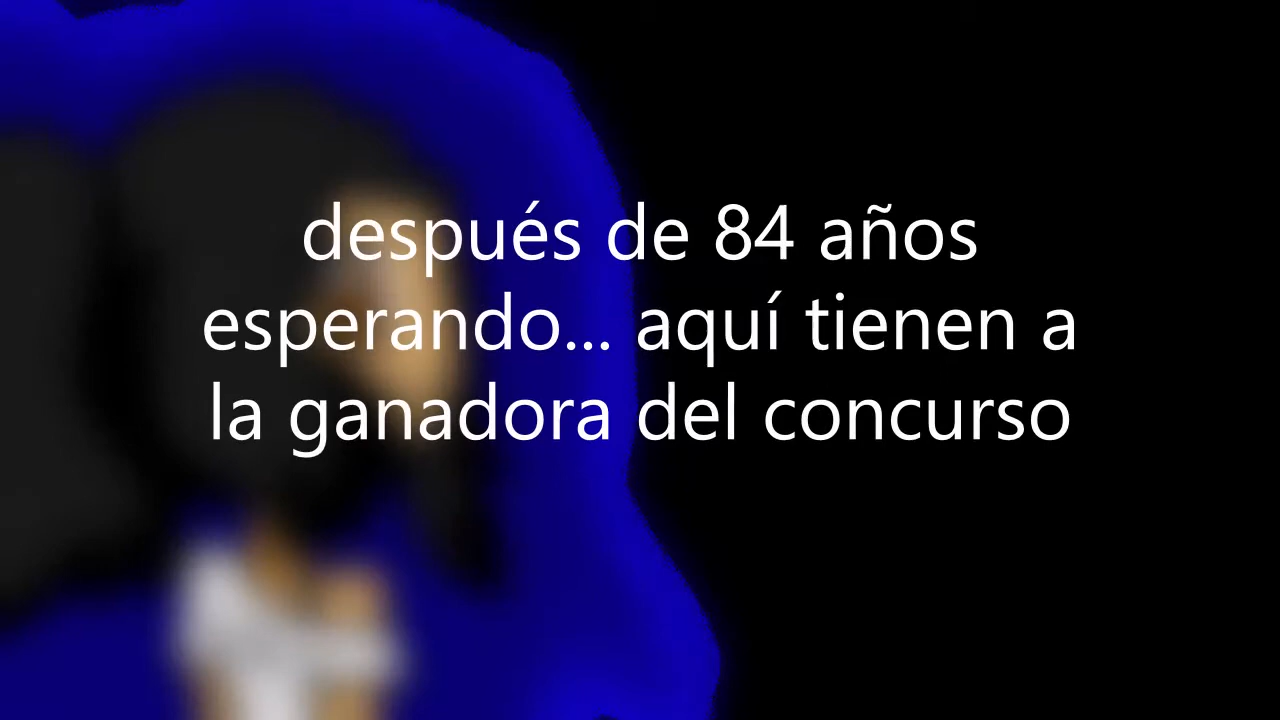 después de 84 años
esperando... aquí tienen a
la ganadora del concurso